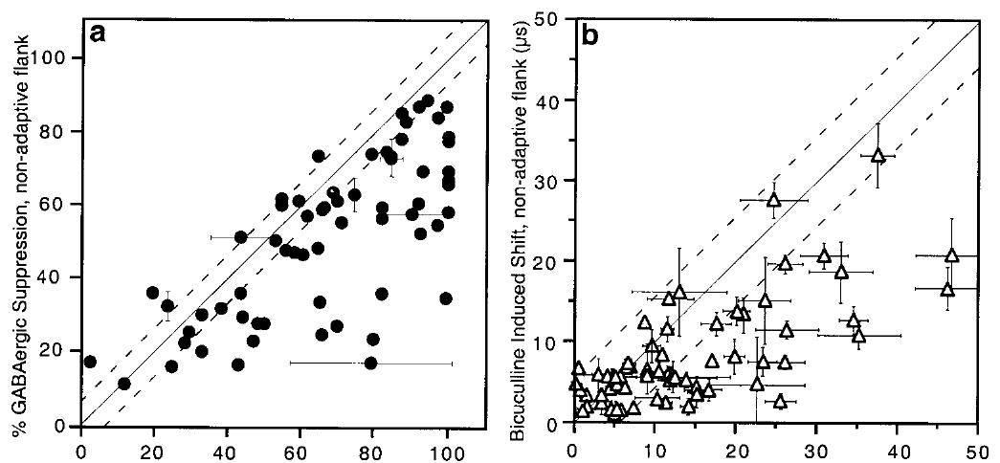 a
% GABAergic Suppression, non-adaptive flank
100
80
60
40
20
0
0 20 40 60 80 100
b
Bicuculline Induced Shift, non-adaptive flank (µs)
50
40
30
20
10
0
0 10 20 30 40 50